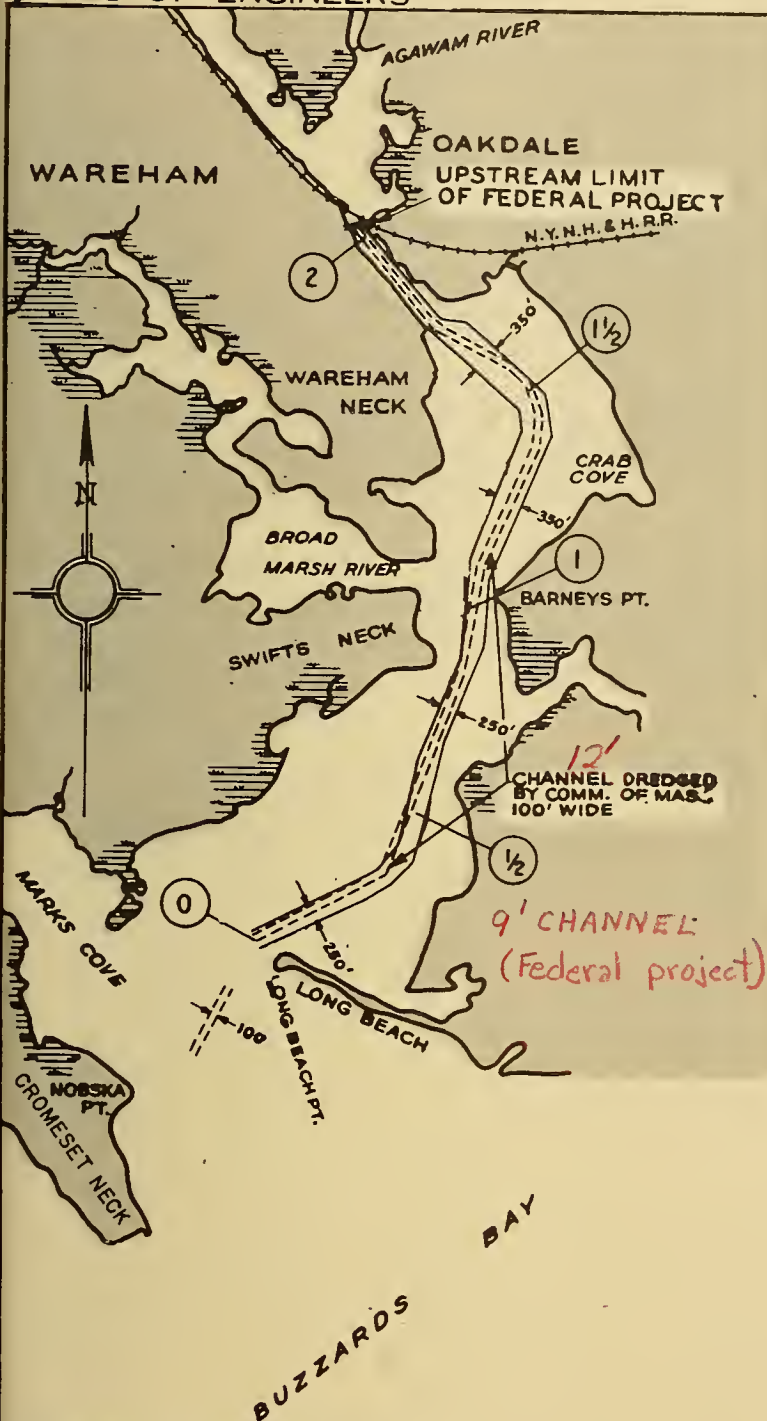 OF ENGINEERS
AGAWAM RIVER
OAKDALE
WAREHAM
UPSTREAM LIMIT
OF FEDERAL PROJECT
N.Y. N.H. & H. R.R.
2
350'
1½
WAREHAM
NECK
CRAB
COVE
N
350'
BROAD
MARSH RIVER
1
BARNEYS PT.
SWIFTS NECK
250'
12'
CHANNEL DREDGED
BY COMM. OF MAS.
100' WIDE
½
0
MARKS COVE
9' CHANNEL
(Federal project)
250'
LONG BEACH
LONG BEACH PT.
100
NOBSKA
PT.
CROMESET NECK
BUZZARDS BAY